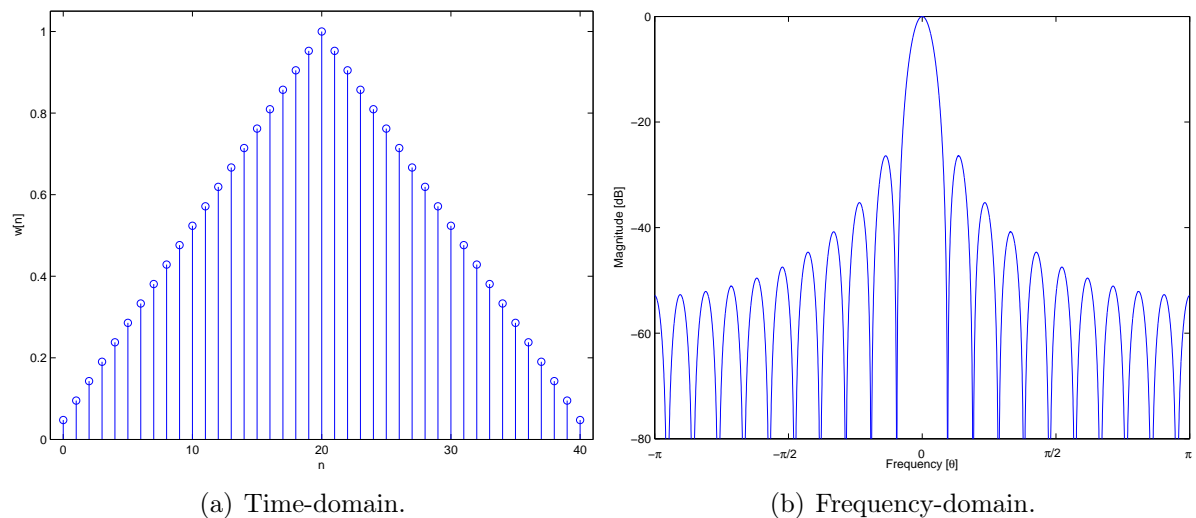 1
0.8
0.6
0.4
0.2
0
w[n]
0
10
20
30
40
n
(a) Time-domain.
0
−20
−40
−60
−80
Magnitude [dB]
−π
−π/2
0
π/2
π
Frequency [θ]
(b) Frequency-domain.